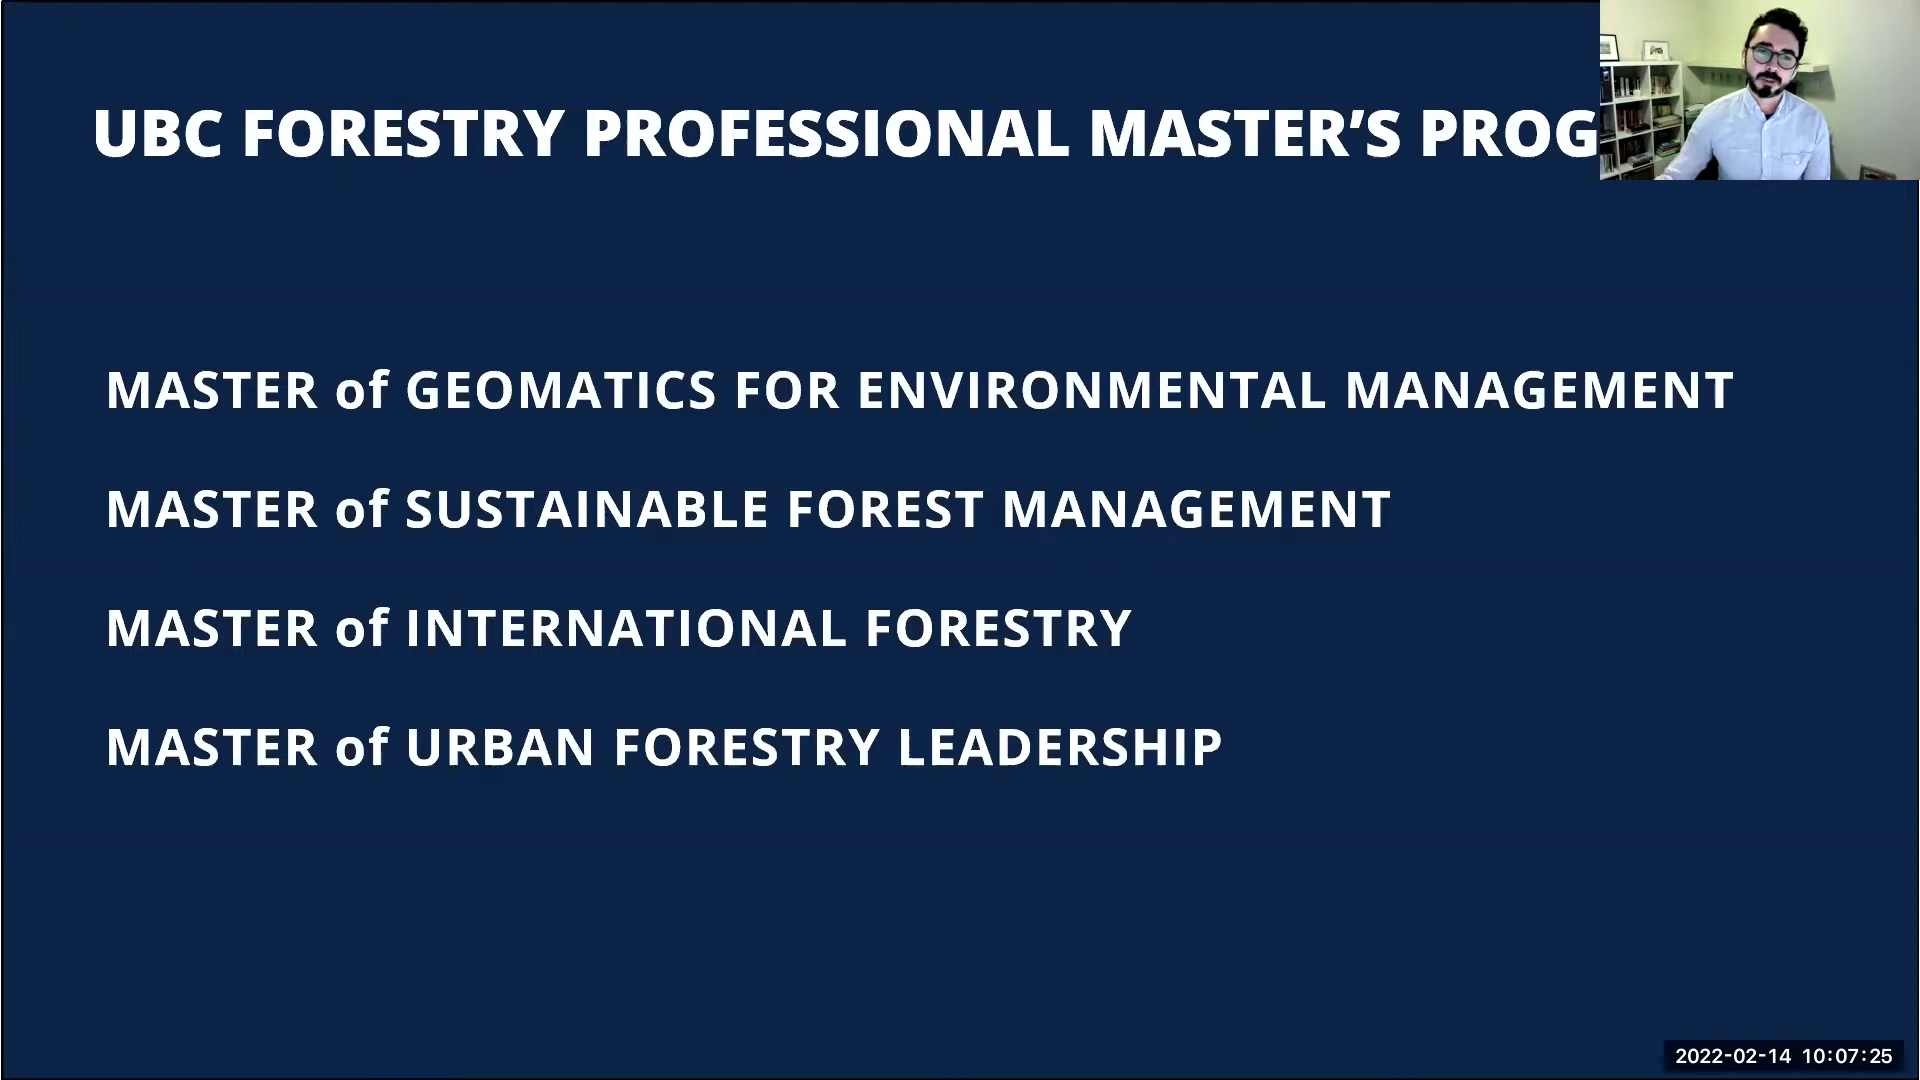 UBC FORESTRY PROFESSIONAL MASTER’S PROG
MASTER of GEOMATICS FOR ENVIRONMENTAL MANAGEMENT
MASTER of SUSTAINABLE FOREST MANAGEMENT
MASTER of INTERNATIONAL FORESTRY
MASTER of URBAN FORESTRY LEADERSHIP
2022-02-14 10:07:25